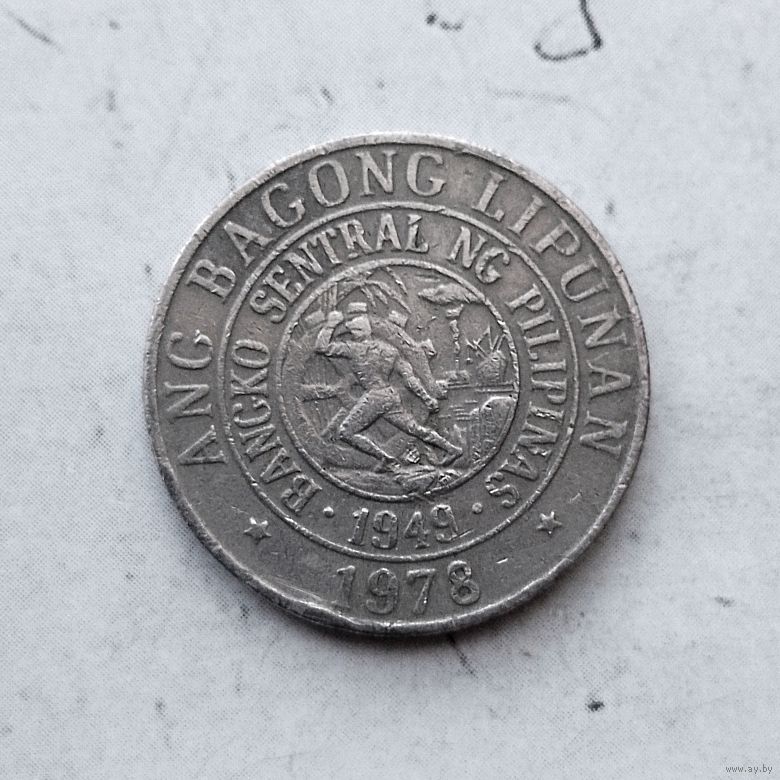 ANG BAGONG LIPUNAN
BANGKO SENTRAL NG PILIPINAS
· 1949 ·
1978
www.ay.by